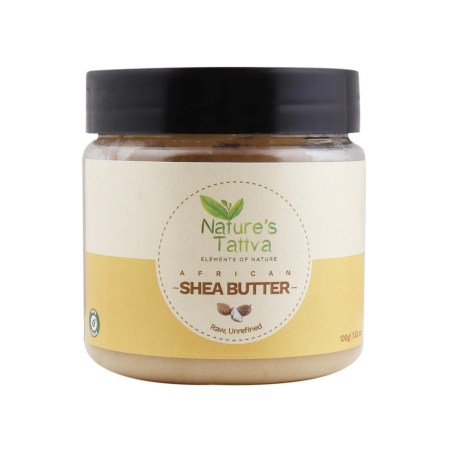 Nature's
Tattva
ELEMENTS OF NATURE
AFRICAN
SHEA BUTTER
Raw, Unrefined